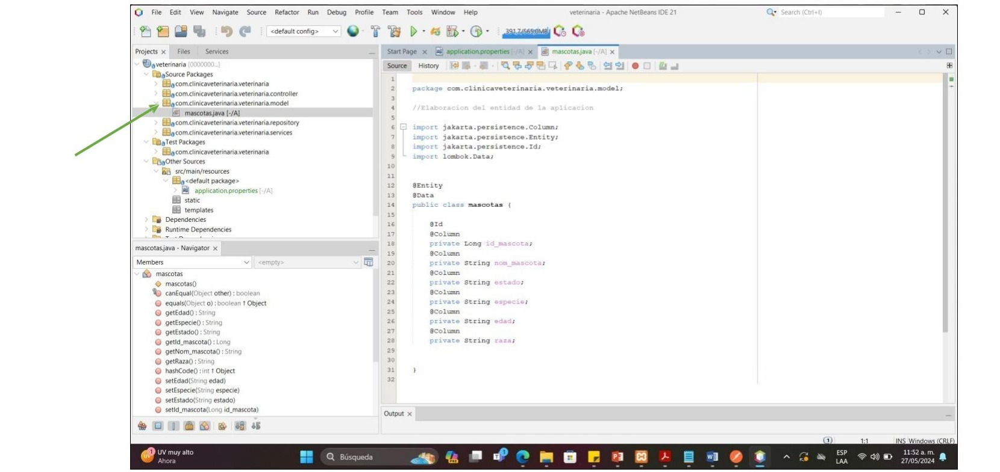 File Edit View Navigate Source Refactor Run Debug Profile Team Tools Window Help
veterinaria - Apache NetBeans IDE 21
Search (Ctrl+I)
<default config>
391.7/565.0MB
Projects Files Services
veterinaria [0000000...]
Source Packages
com.clinicaveterinaria.veterinaria
com.clinicaveterinaria.veterinaria.controller
com.clinicaveterinaria.veterinaria.model
mascotas.java [-/A]
com.clinicaveterinaria.veterinaria.repository
com.clinicaveterinaria.veterinaria.services
Test Packages
com.clinicaveterinaria.veterinaria
Other Sources
src/main/resources
<default package>
application.properties [-/A]
static
templates
Dependencies
Runtime Dependencies
mascotas.java - Navigator
Members
<empty>
mascotas
mascotas()
canEqual(Object other) : boolean
equals(Object o) : boolean ↑ Object
getEdad() : String
getEspecie() : String
getEstado() : String
getId_mascota() : Long
getNom_mascota() : String
getRaza() : String
hashCode() : int ↑ Object
setEdad(String edad)
setEspecie(String especie)
setEstado(String estado)
setId_mascota(Long id_mascota)
Start Page application.properties [-/A] mascotas.java [-/A]
Source History
1
2 package com.clinicaveterinaria.veterinaria.model;
3
4 //Elaboracion del entidad de la aplicacion
5
6 import jakarta.persistence.Column;
7 import jakarta.persistence.Entity;
8 import jakarta.persistence.Id;
9 import lombok.Data;
10
11
12 @Entity
13 @Data
14 public class mascotas {
15
16 @Id
17 @Column
18 private Long id_mascota;
19 @Column
20 private String nom_mascota;
21 @Column
22 private String estado;
23 @Column
24 private String especie;
25 @Column
26 private String edad;
27 @Column
28 private String raza;
29
30
31 }
32
Output
1 1:1 INS Windows (CRLF)
UV muy alto
Ahora
Búsqueda
ESP
LAA
11:52 a. m.
27/05/2024